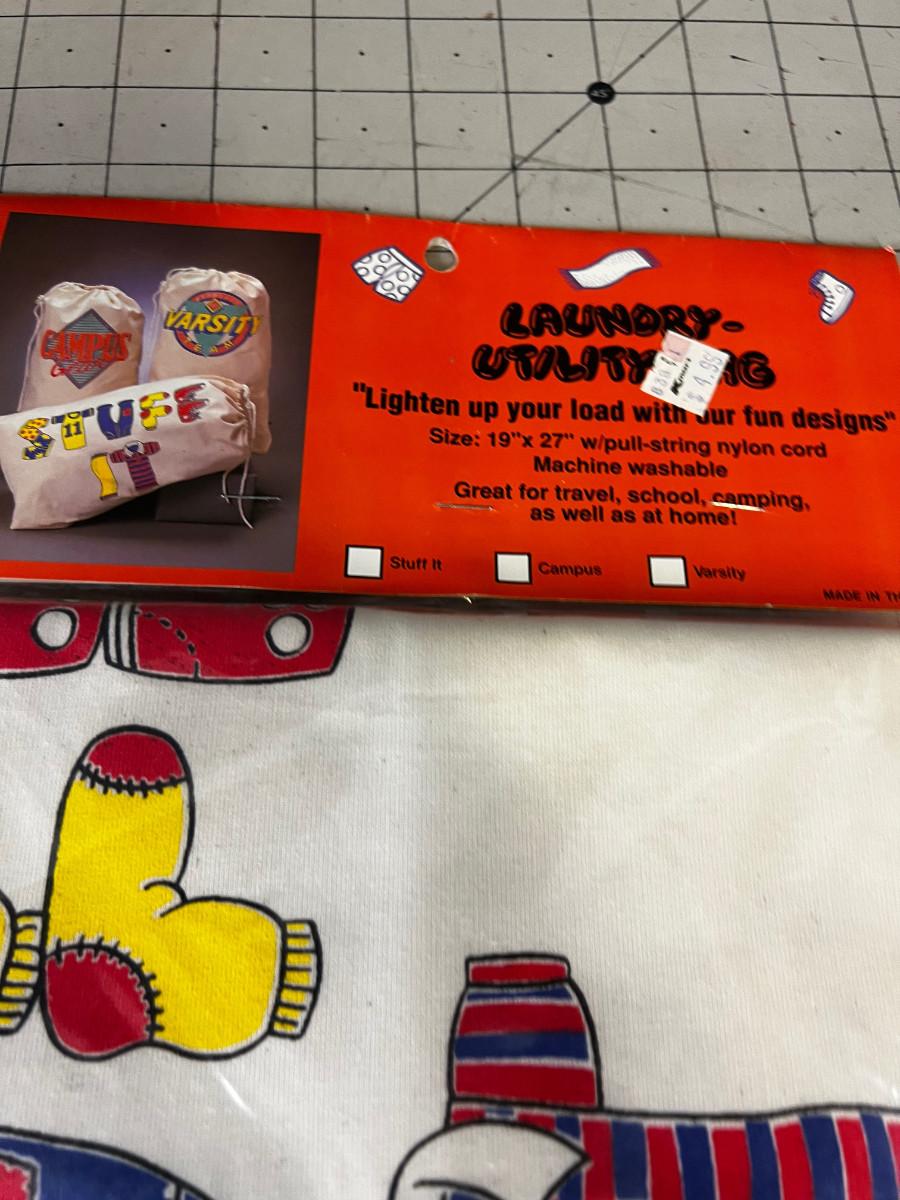 45°
CAMPUS
VARSITY
TEAM
STUFF
11
IT
LAUNDRY-
UTILITY
$4.95
"Lighten up your load with our fun designs"
Size: 19"x 27" w/pull-string nylon cord
Machine washable
Great for travel, school, camping,
as well as at home!
Stuff It
Campus
Varsity
MADE IN